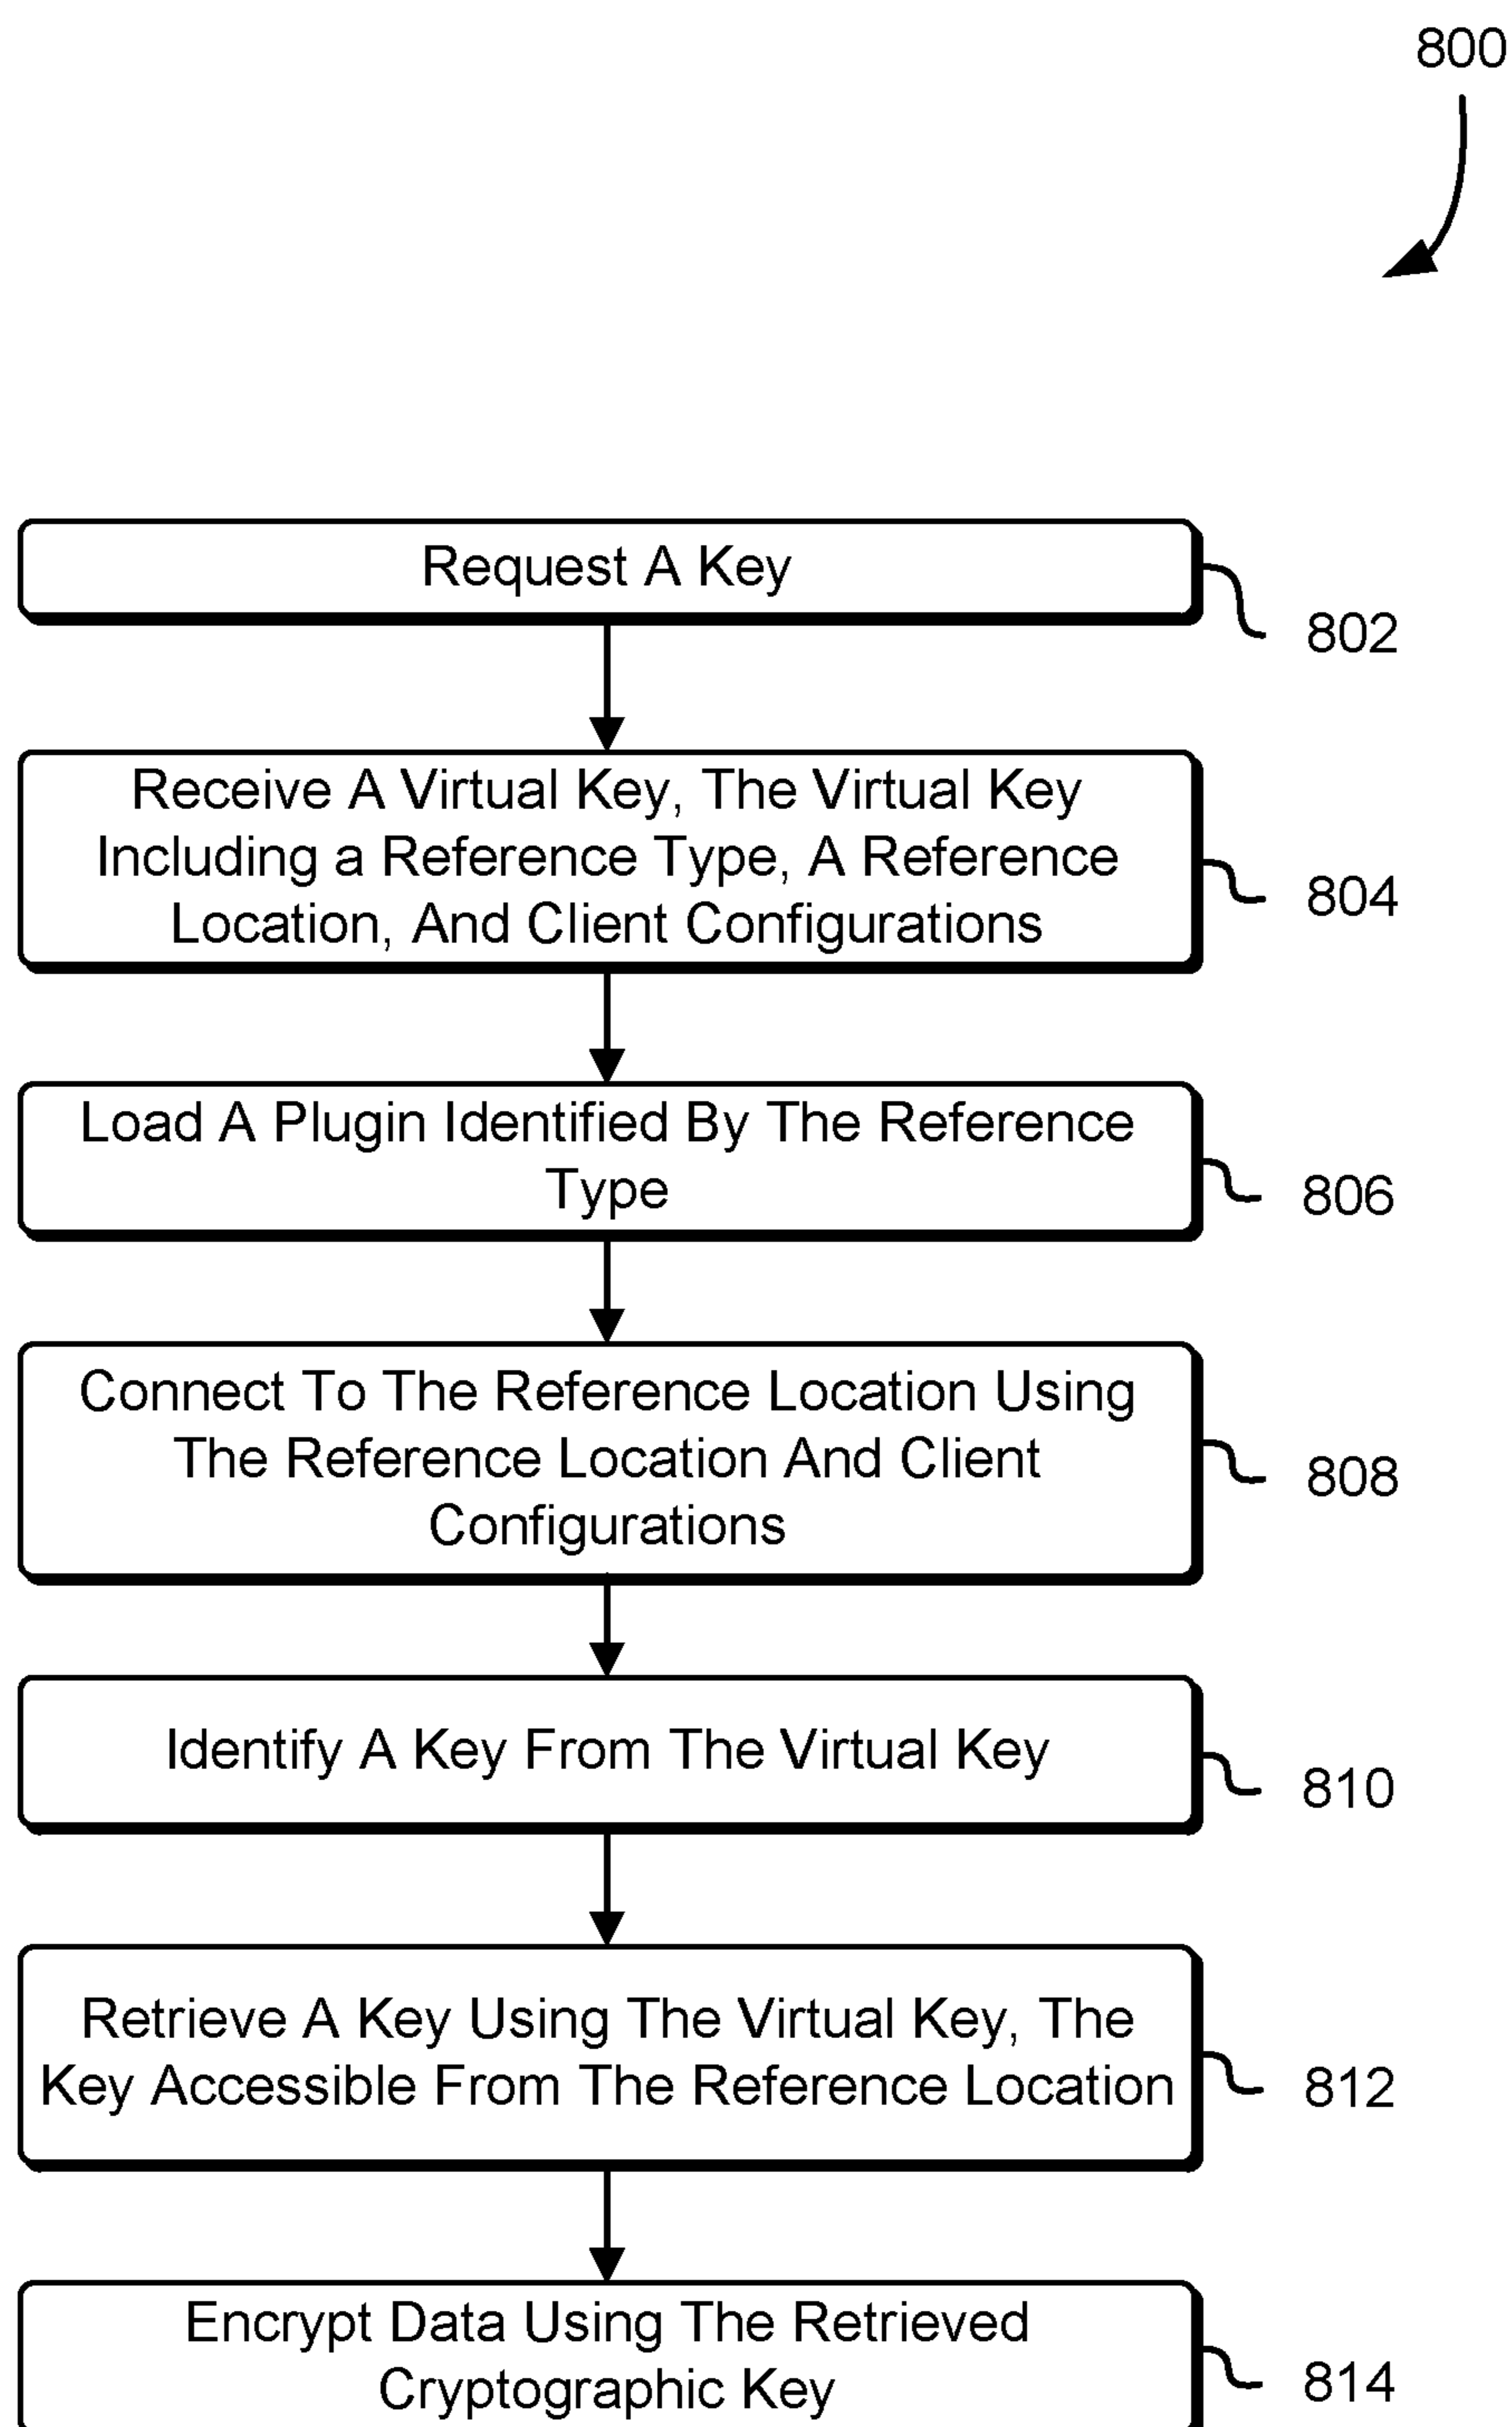 800
Request A Key
802
Receive A Virtual Key, The Virtual Key
Including a Reference Type, A Reference
Location, And Client Configurations
804
Load A Plugin Identified By The Reference
Type
806
Connect To The Reference Location Using
The Reference Location And Client
Configurations
808
Identify A Key From The Virtual Key
810
Retrieve A Key Using The Virtual Key, The
Key Accessible From The Reference Location
812
Encrypt Data Using The Retrieved
Cryptographic Key
814